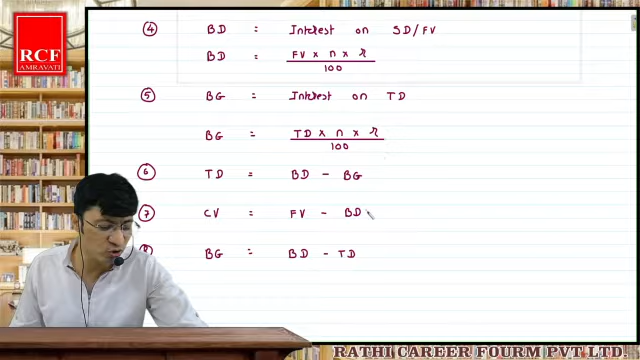 RCF
AMRAVATI
④ BD = Interest on SD/FV
BD = FV × n × r / 100
⑤ BG = Interest on TD
BG = TD × n × r / 100
⑥ TD = BD - BG
⑦ CV = FV - BD
8 BG = BD - TD
RATHI CAREER FOURM PVT LTD